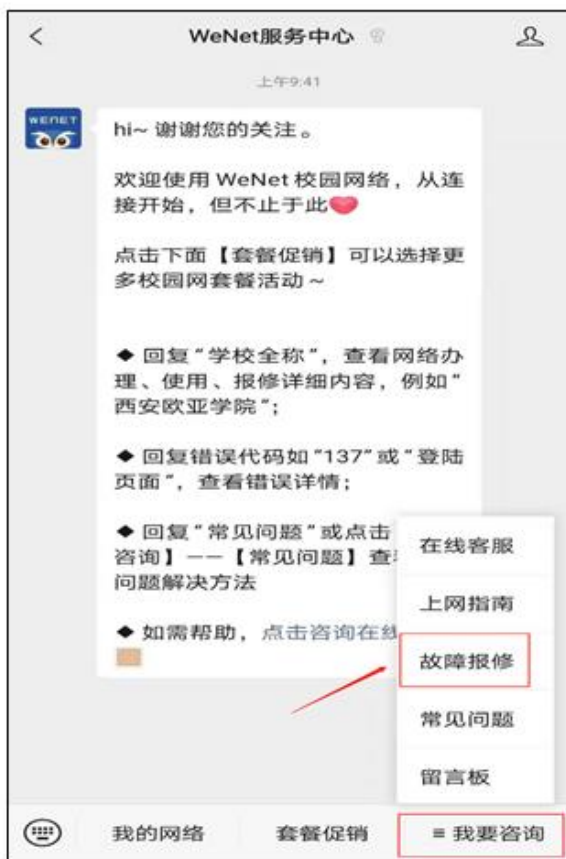 WeNet服务中心
上午9:41
WENET
hi~ 谢谢您的关注。
欢迎使用 WeNet 校园网络，从连
接开始，但不止于此
点击下面【套餐促销】可以选择更
多校园网套餐活动 ~
◆ 回复“学校全称”，查看网络办
理、使用、报修详细内容，例如“
西安欧亚学院”;
◆ 回复错误代码如“137”或“登陆
页面”，查看错误详情;
◆ 回复“常见问题”或点击
咨询】——【常见问题】查
问题解决方法
◆ 如需帮助，点击咨询在线
在线客服
上网指南
故障报修
常见问题
留言板
我的网络
套餐促销
≡ 我要咨询